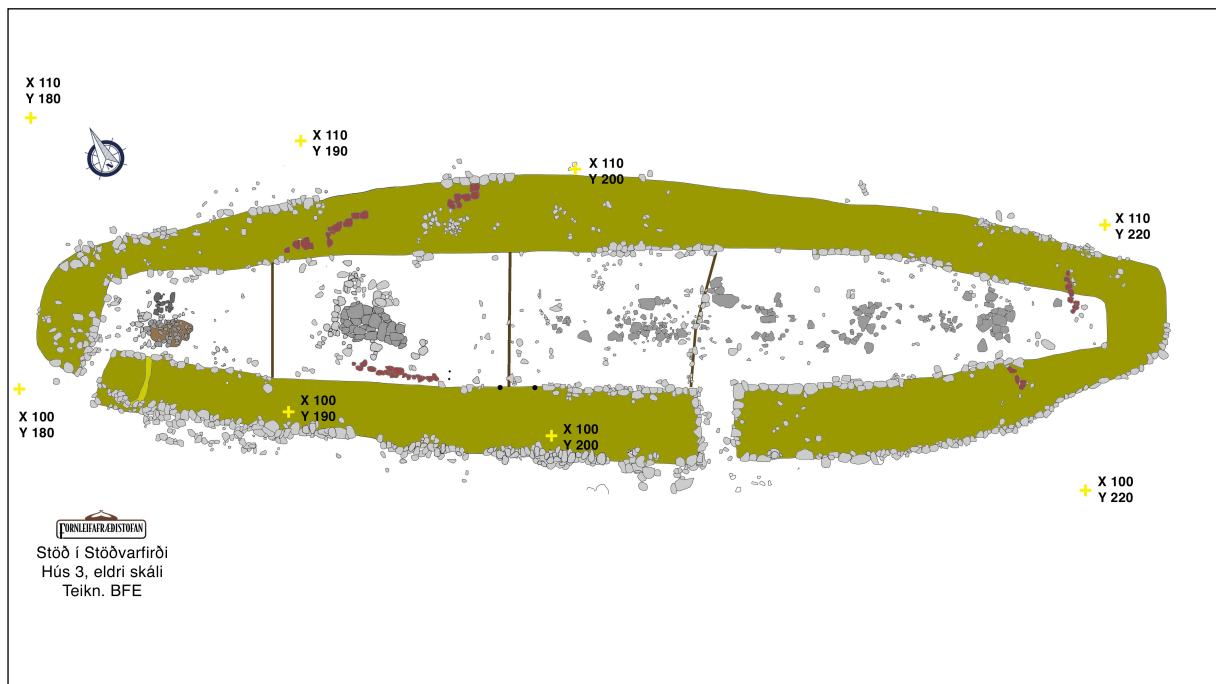 X 110
Y 180
X 110
Y 190
X 110
Y 200
X 110
Y 220
N
X 100
Y 180
X 100
Y 190
X 100
Y 200
X 100
Y 220
FORNLEIFAFRÆÐISTOFAN
Stöð í Stöðvarfirði
Hús 3, eldri skáli
Teikn. BFE